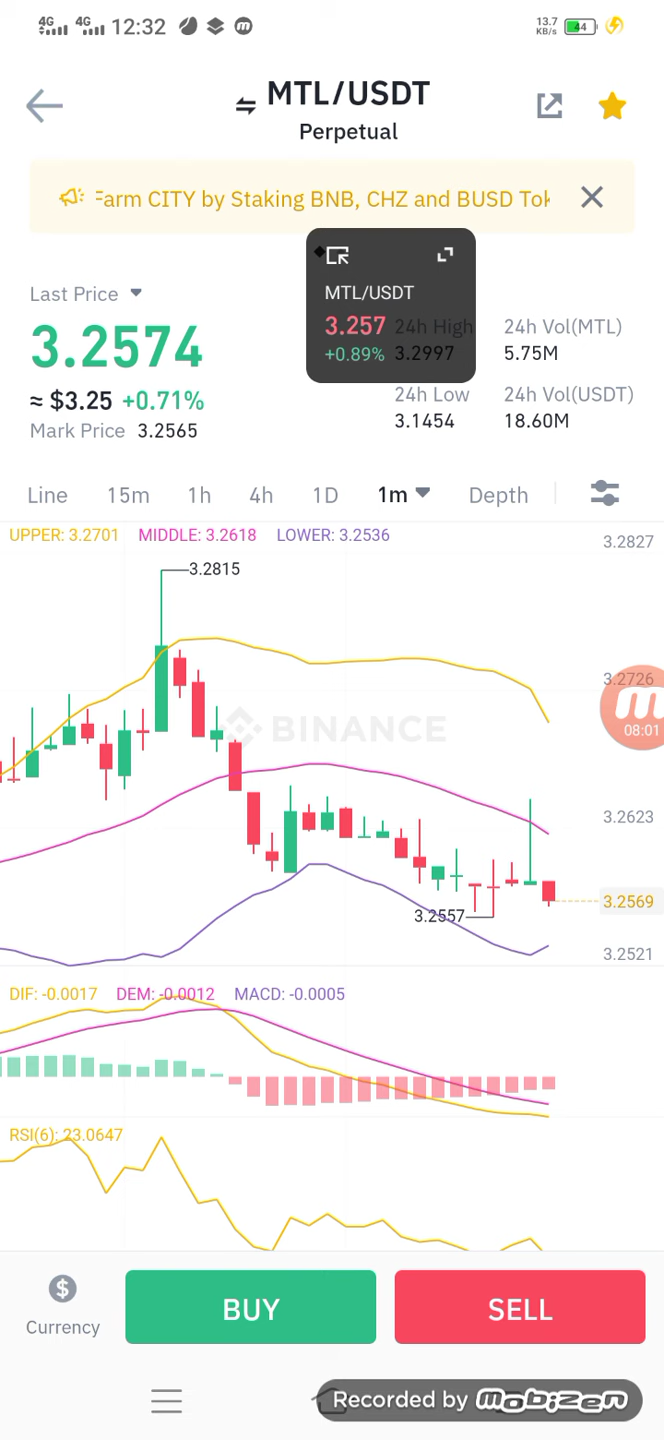 4G 4G 12:32 m 13.7 KB/s 44
MTL/USDT
Perpetual
Farm CITY by Staking BNB, CHZ and BUSD Tok
Last Price
3.2574
≈ $3.25 +0.71%
Mark Price 3.2565
MTL/USDT
3.257
+0.89%
24h High
3.2997
24h Vol(MTL)
5.75M
24h Low
3.1454
24h Vol(USDT)
18.60M
Line 15m 1h 4h 1D 1m Depth
UPPER: 3.2701 MIDDLE: 3.2618 LOWER: 3.2536
3.2827
3.2815
3.2726
m
08:01
BINANCE
3.2623
3.2569
3.2557
3.2521
DIF: -0.0017 DEM: -0.0012 MACD: -0.0005
RSI(6): 23.0647
$
Currency
BUY
SELL
Recorded by mobizen